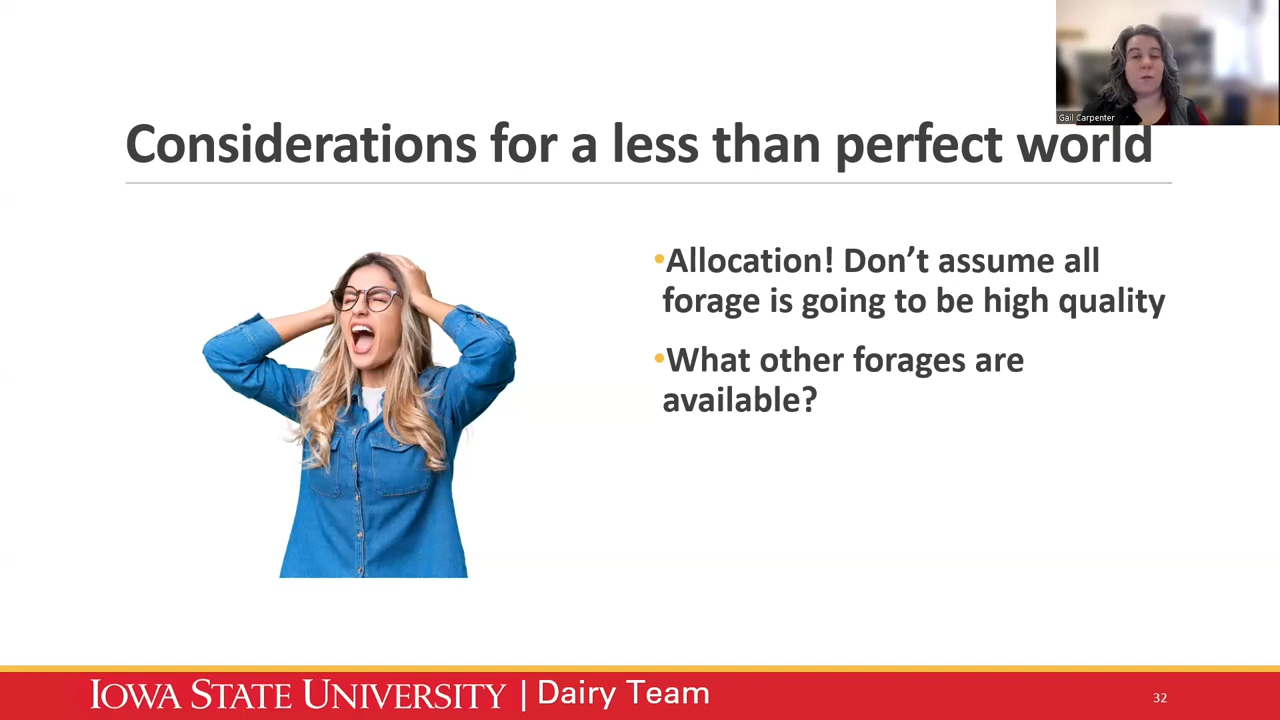 Gail Carpenter
Considerations for a less than perfect world
•Allocation! Don’t assume all
forage is going to be high quality
•What other forages are
available?
IOWA STATE UNIVERSITY | Dairy Team
32